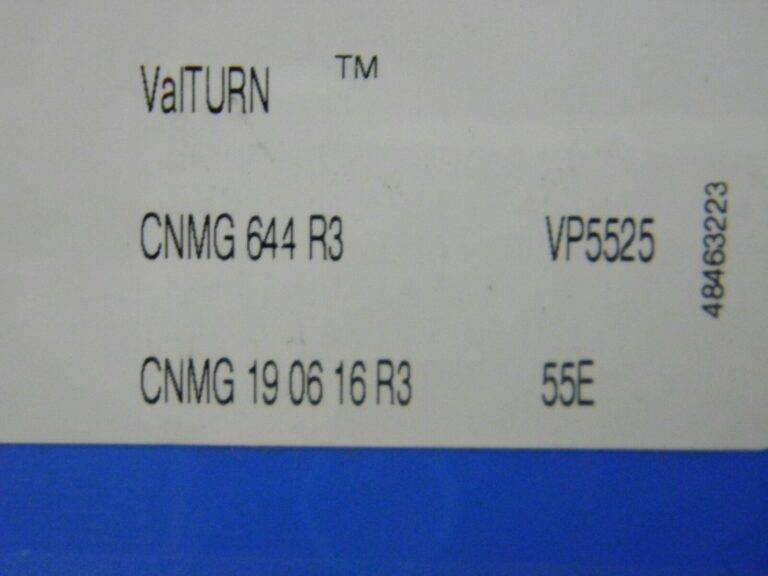 ValTURN ™
CNMG 644 R3 VP5525
CNMG 19 06 16 R3 55E
48463223